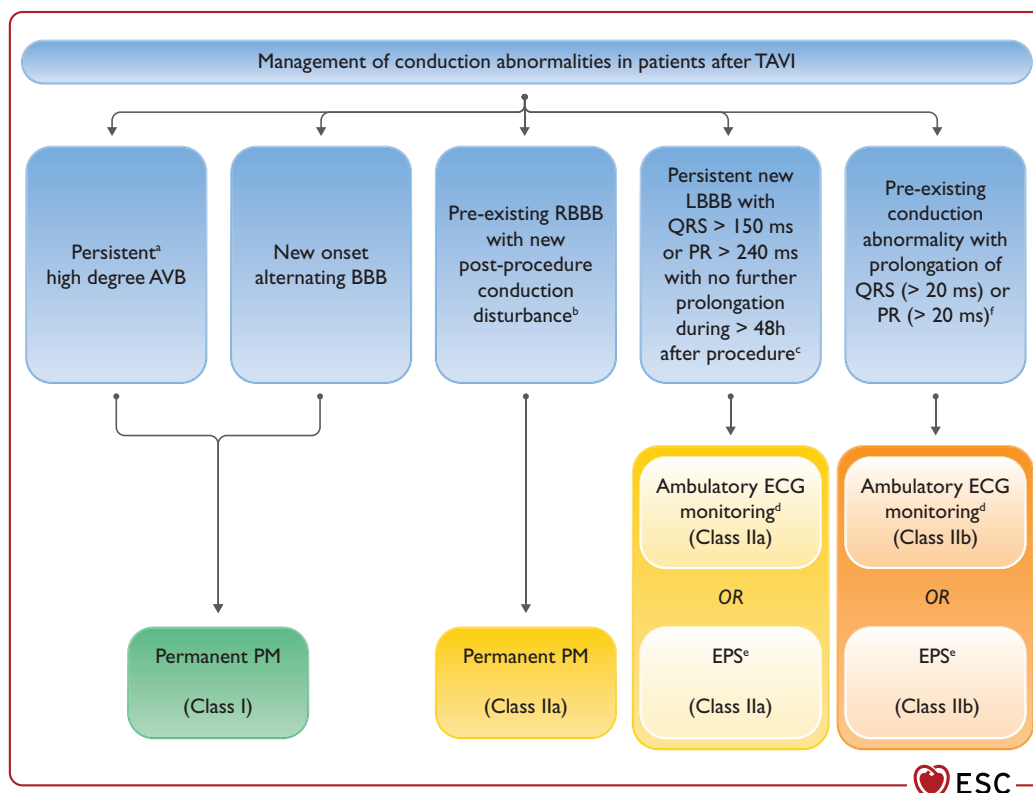 Management of conduction abnormalities in patients after TAVI
Persistentᵃ
high degree AVB
New onset
alternating BBB
Pre-existing RBBB
with new
post-procedure
conduction
disturbanceᵇ
Persistent new
LBBB with
QRS > 150 ms
or PR > 240 ms
with no further
prolongation
during > 48h
after procedureᶜ
Pre-existing
conduction
abnormality with
prolongation of
QRS (> 20 ms) or
PR (> 20 ms)ᶠ
Permanent PM
(Class I)
Permanent PM
(Class IIa)
Ambulatory ECG
monitoringᵈ
(Class IIa)
OR
EPSᵉ
(Class IIa)
Ambulatory ECG
monitoringᵈ
(Class IIb)
OR
EPSᵉ
(Class IIb)
ESC